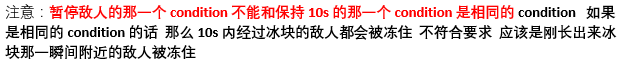 注意：暂停敌人的那一个 condition 不能和保持 10s 的那一个 condition 是相同的 condition   如果
是相同的 condition 的话  那么 10s 内经过冰块的敌人都会被冻住  不符合要求  应该是刚长出来冰
块那一瞬间附近的敌人被冻住